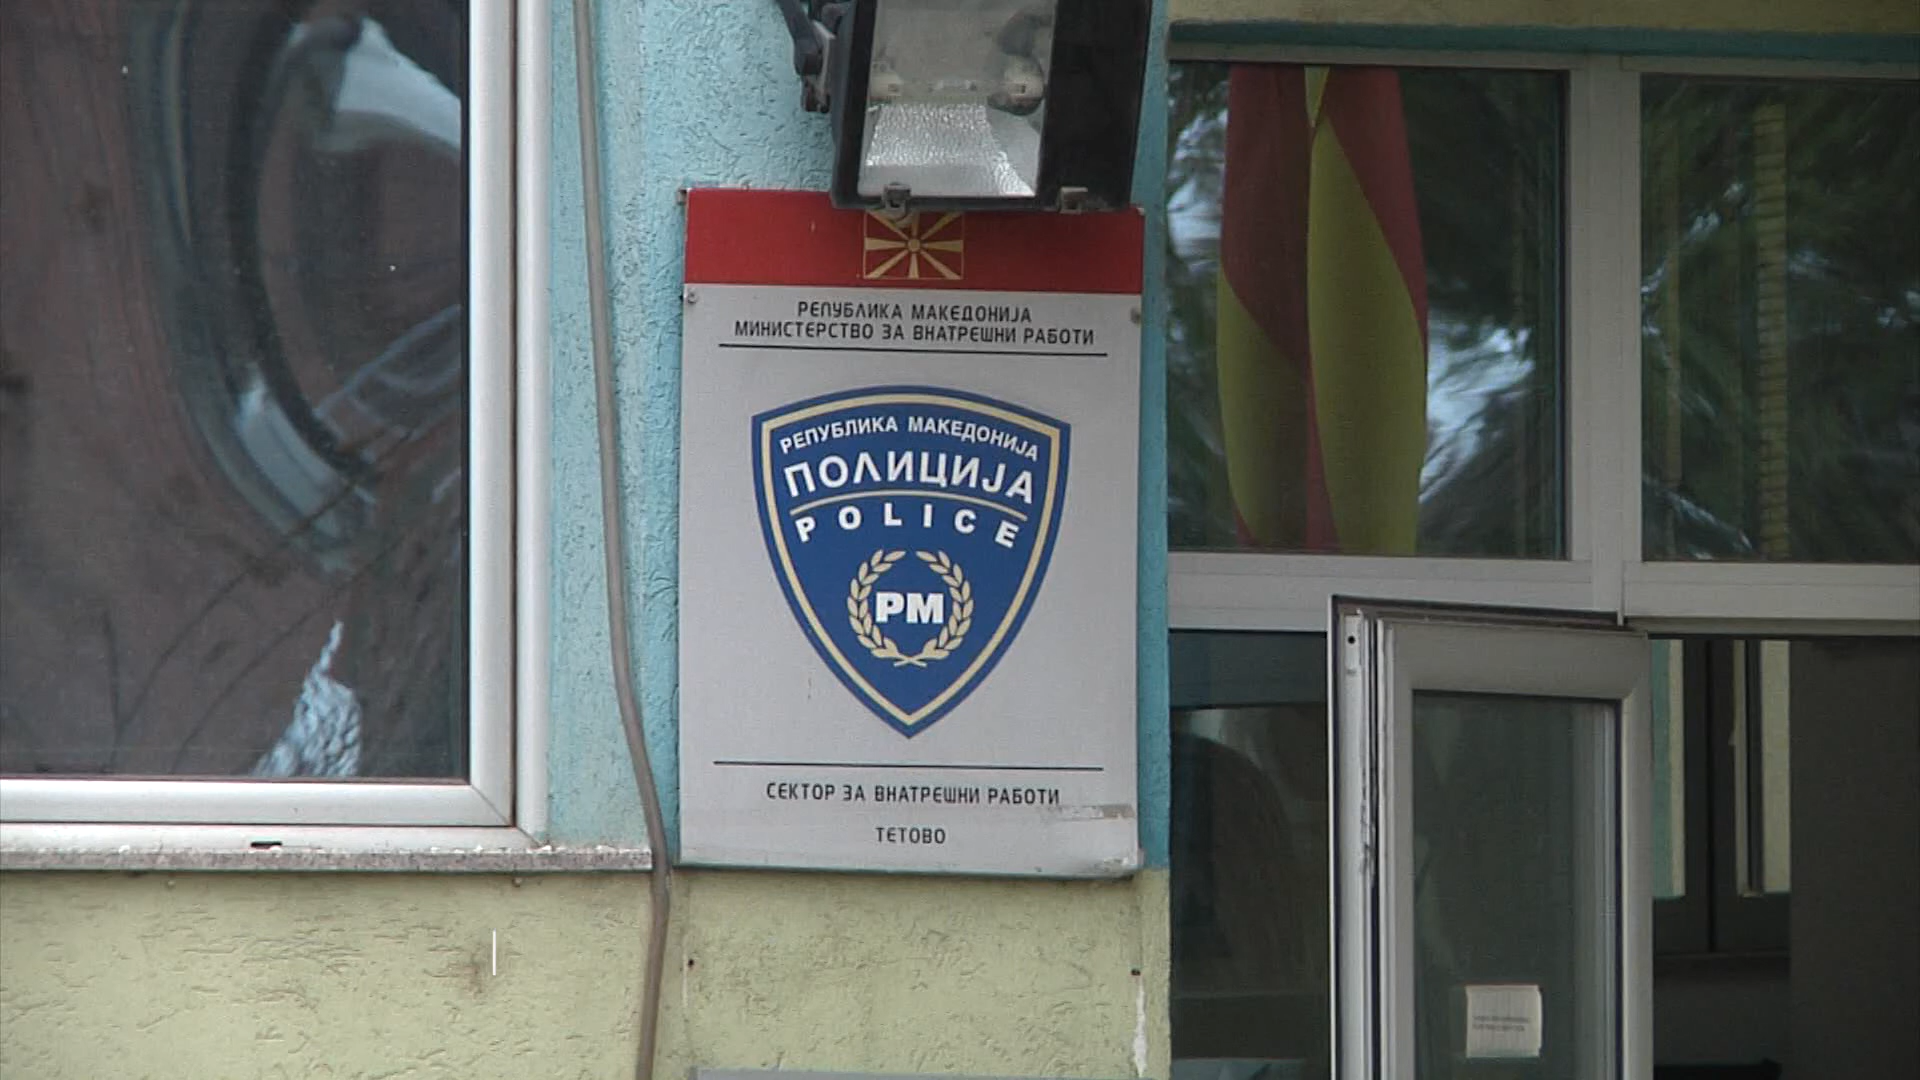 РЕПУБЛИКА МАКЕДОНИЈА
МИНИСТЕРСТВО ЗА ВНАТРЕШНИ РАБОТИ
РЕПУБЛИКА МАКЕДОНИЈА
ПОЛИЦИЈА
POLICE
РМ
СЕКТОР ЗА ВНАТРЕШНИ РАБОТИ
ТЕТОВО